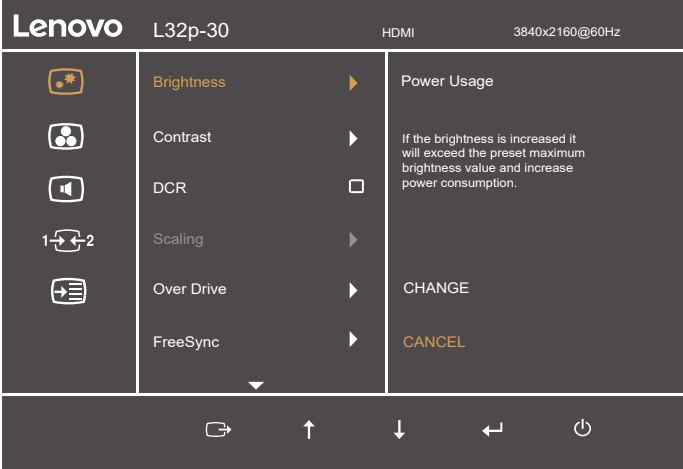 Lenovo L32p-30 HDMI 3840x2160@60Hz
Brightness
Contrast
DCR
Scaling
Over Drive
FreeSync
1 2
Power Usage
If the brightness is increased it
will exceed the preset maximum
brightness value and increase
power consumption.
CHANGE
CANCEL